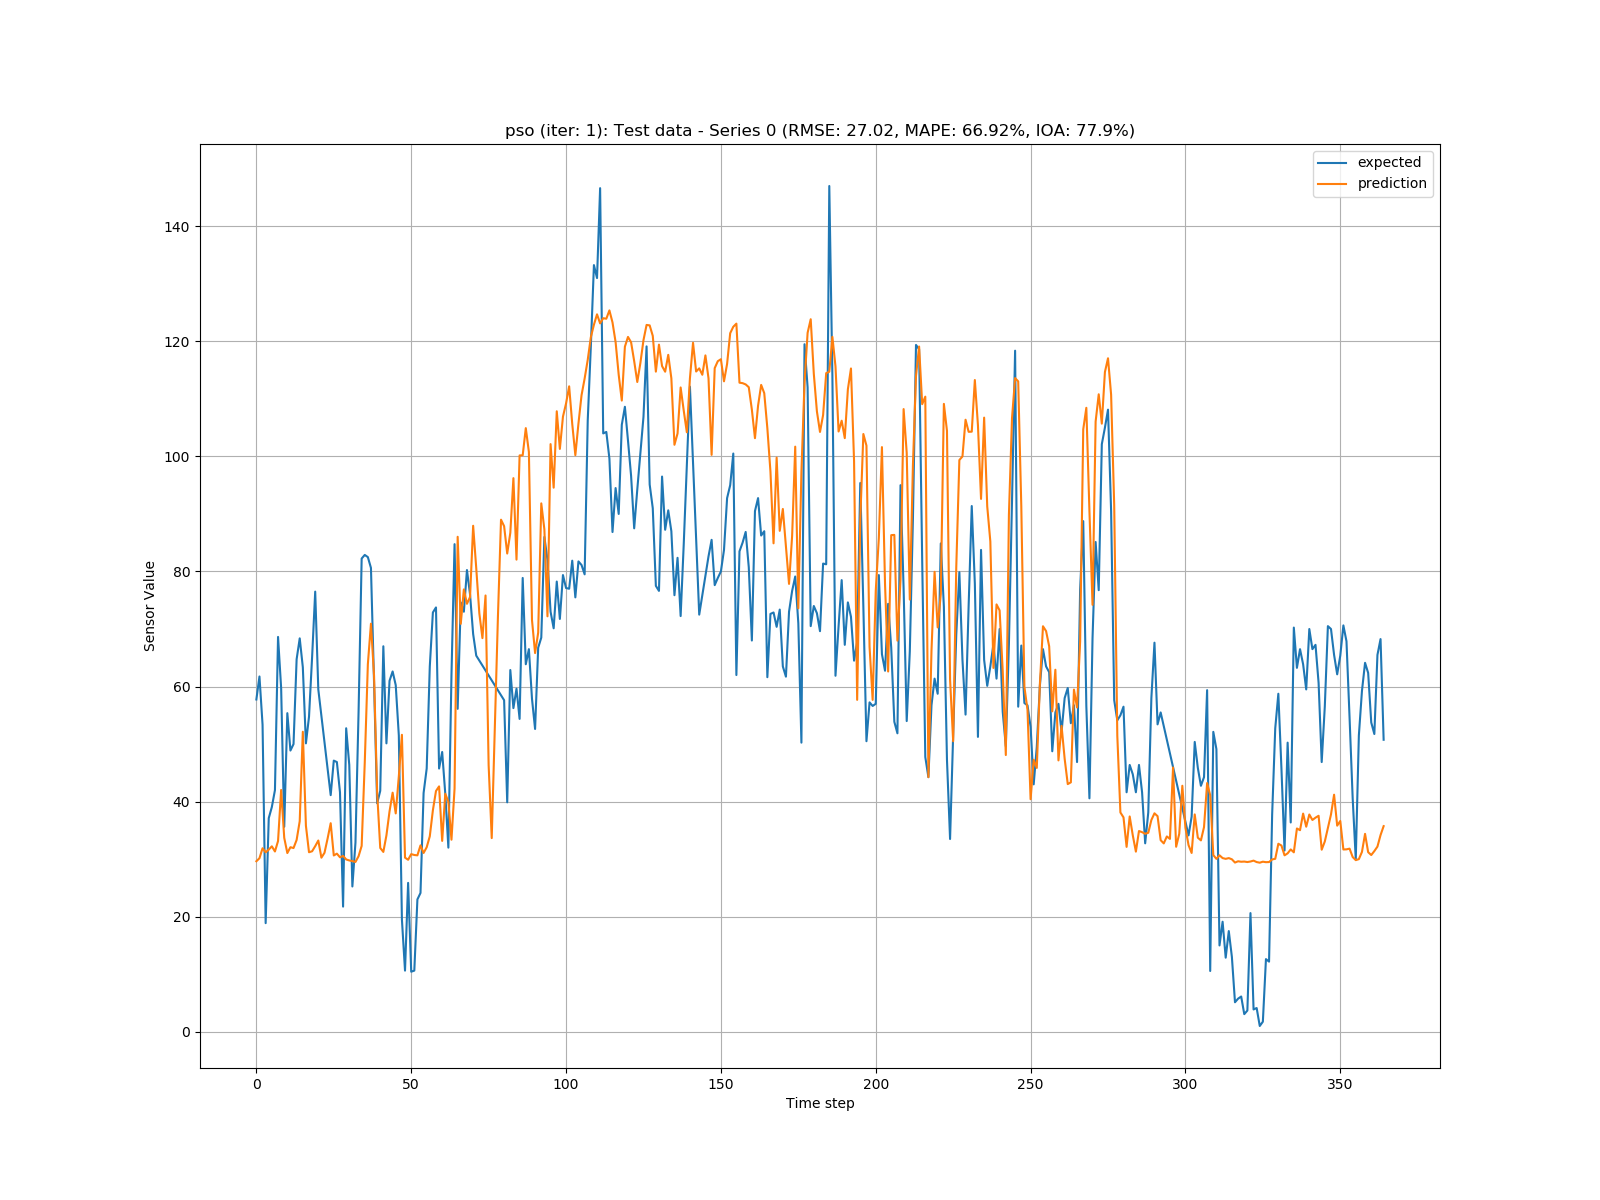 pso (iter: 1): Test data - Series 0 (RMSE: 27.02, MAPE: 66.92%, IOA: 77.9%)
expected
prediction
140
120
100
80
60
40
20
0
Sensor Value
0 50 100 150 200 250 300 350
Time step